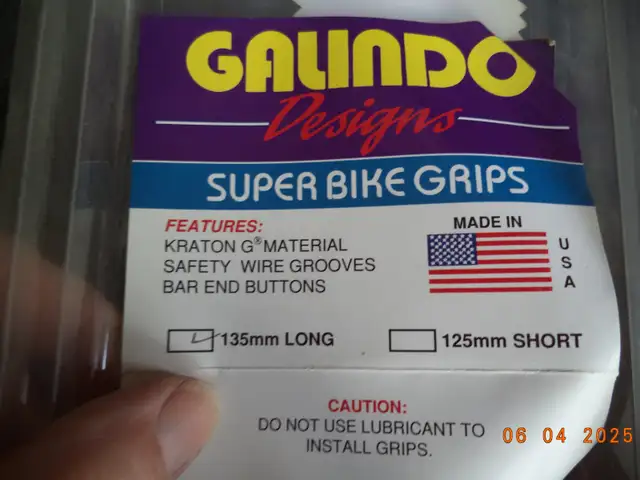 GALINDO
Designs
SUPER BIKE GRIPS
FEATURES:
KRATON G® MATERIAL
SAFETY WIRE GROOVES
BAR END BUTTONS
MADE IN
U
S
A
135mm LONG
125mm SHORT
CAUTION:
DO NOT USE LUBRICANT TO
INSTALL GRIPS.
06 04 2025